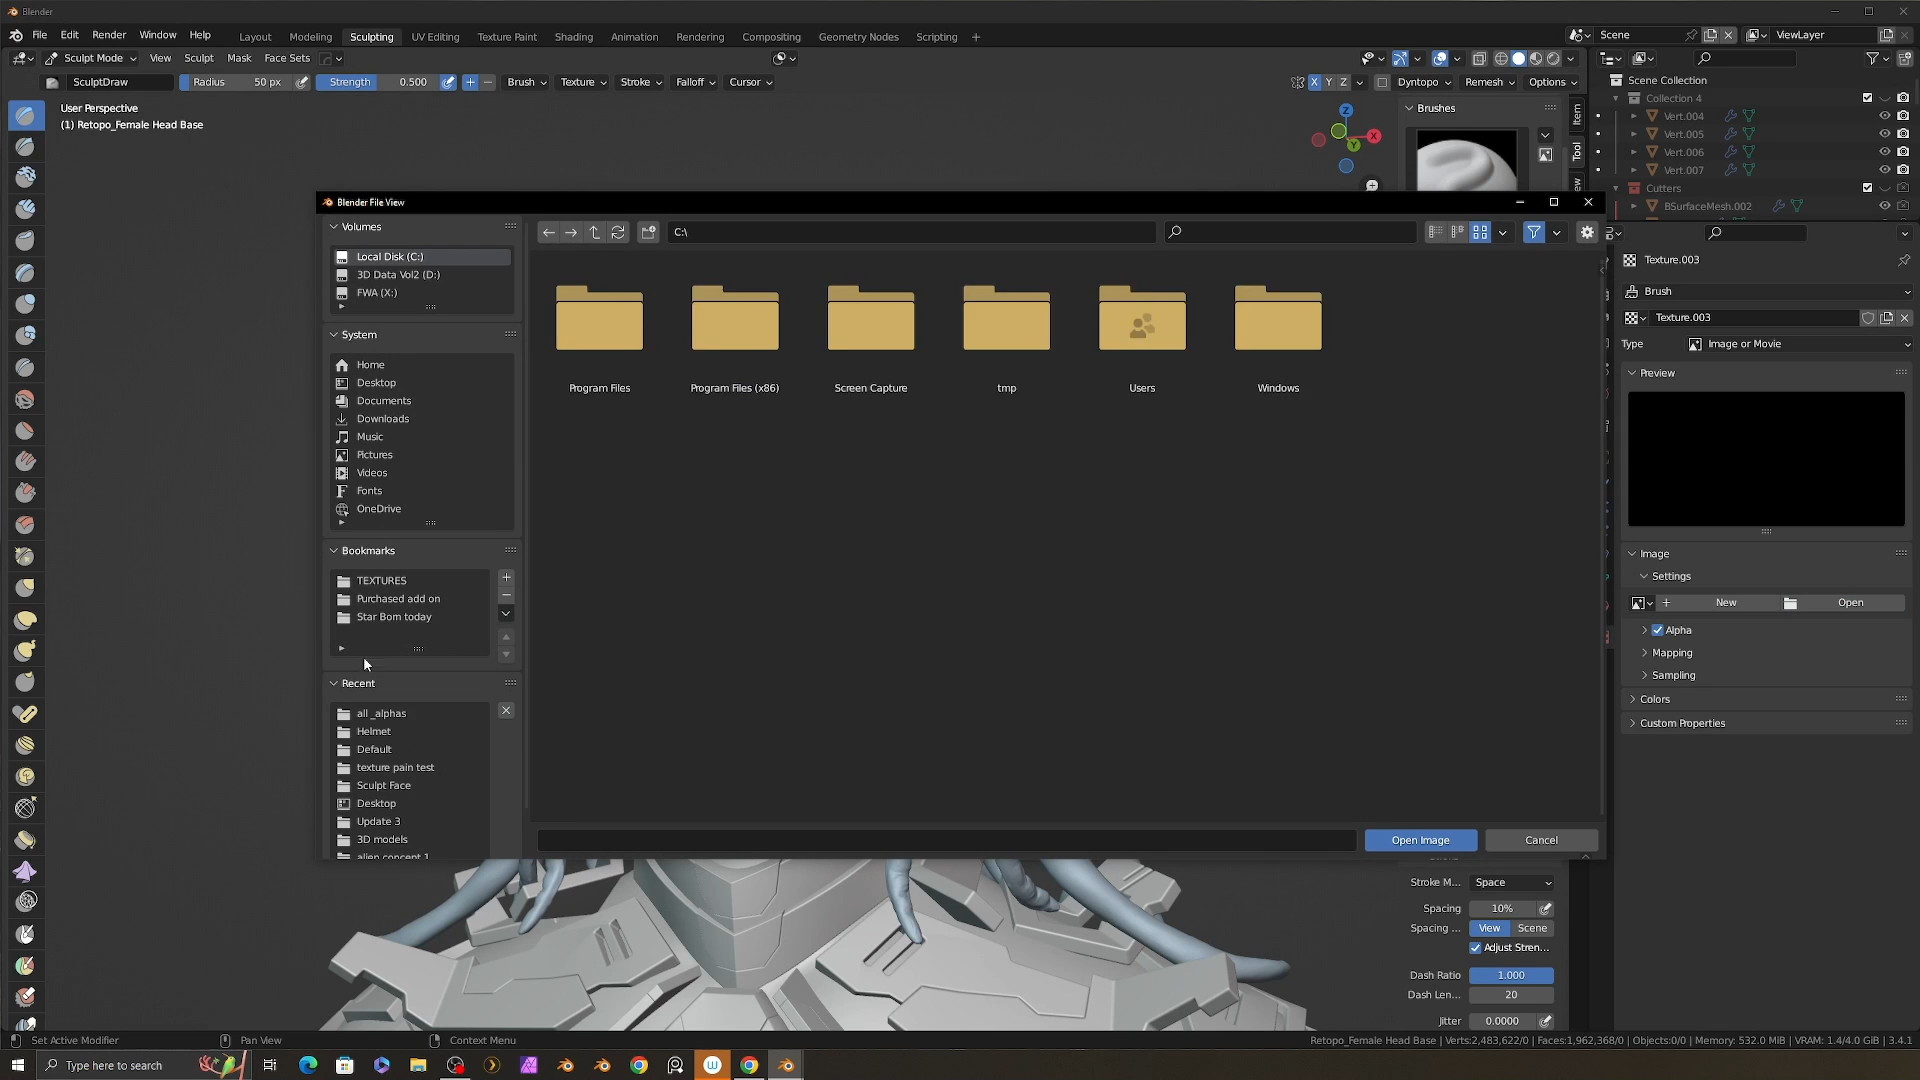 Blender
File Edit Render Window Help Layout Modeling Sculpting UV Editing Texture Paint Shading Animation Rendering Compositing Geometry Nodes Scripting + Scene ViewLayer
Sculpt Mode View Sculpt Mask Face Sets
SculptDraw Radius 50 px Strength 0.500 Brush Texture Stroke Falloff Cursor X Y Z Dyntopo Remesh Options
User Perspective
(1) Retopo_Female Head Base
Z
X
Y
Brushes
Item
Tool
Scene Collection
Collection 4
Vert.004
Vert.005
Vert.006
Vert.007
Cutters
BSurfaceMesh.002
Blender File View
Volumes
Local Disk (C:)
3D Data Vol2 (D:)
FWA (X:)
System
Home
Desktop
Documents
Downloads
Music
Pictures
Videos
Fonts
OneDrive
Bookmarks
TEXTURES
Purchased add on
Star Born today
Recent
all _alphas
Helmet
Default
texture pain test
Sculpt Face
Desktop
Update 3
3D models
alien concept 1
C:\
Program Files
Program Files (x86)
Screen Capture
tmp
Users
Windows
Open Image
Cancel
Texture.003
Brush
Texture.003
Type Image or Movie
Preview
Image
Settings
New Open
Alpha
Mapping
Sampling
Colors
Custom Properties
Stroke M... Space
Spacing 10%
Spacing ... View Scene
Adjust Stren...
Dash Ratio 1.000
Dash Len... 20
Jitter 0.0000
Set Active Modifier Pan View Context Menu
Retopo_Female Head Base | Verts:2,483,622/0 | Faces:1,962,368/0 | Objects:0/0 | Memory: 532.0 MiB | VRAM: 1.4/4.0 GiB | 3.4.1
Type here to search